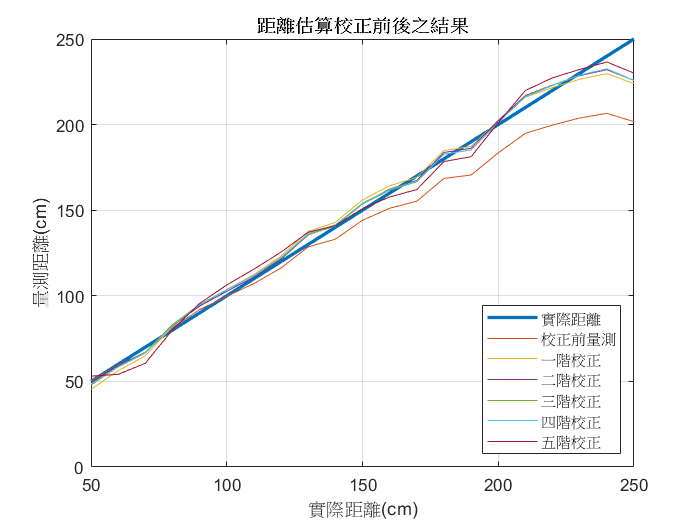 距離估算校正前後之結果
250
200
150
100
50
0
量測距離(cm)
50
100
150
200
250
實際距離(cm)
實際距離
校正前量測
一階校正
二階校正
三階校正
四階校正
五階校正